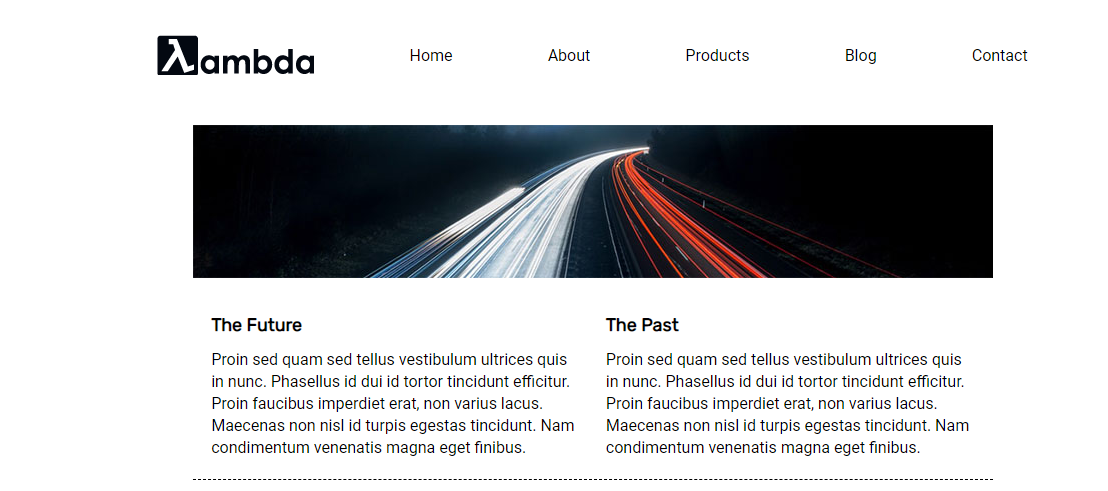 λambda
Home About Products Blog Contact
The Future
Proin sed quam sed tellus vestibulum ultrices quis
in nunc. Phasellus id dui id tortor tincidunt efficitur.
Proin faucibus imperdiet erat, non varius lacus.
Maecenas non nisl id turpis egestas tincidunt. Nam
condimentum venenatis magna eget finibus.
The Past
Proin sed quam sed tellus vestibulum ultrices quis
in nunc. Phasellus id dui id tortor tincidunt efficitur.
Proin faucibus imperdiet erat, non varius lacus.
Maecenas non nisl id turpis egestas tincidunt. Nam
condimentum venenatis magna eget finibus.